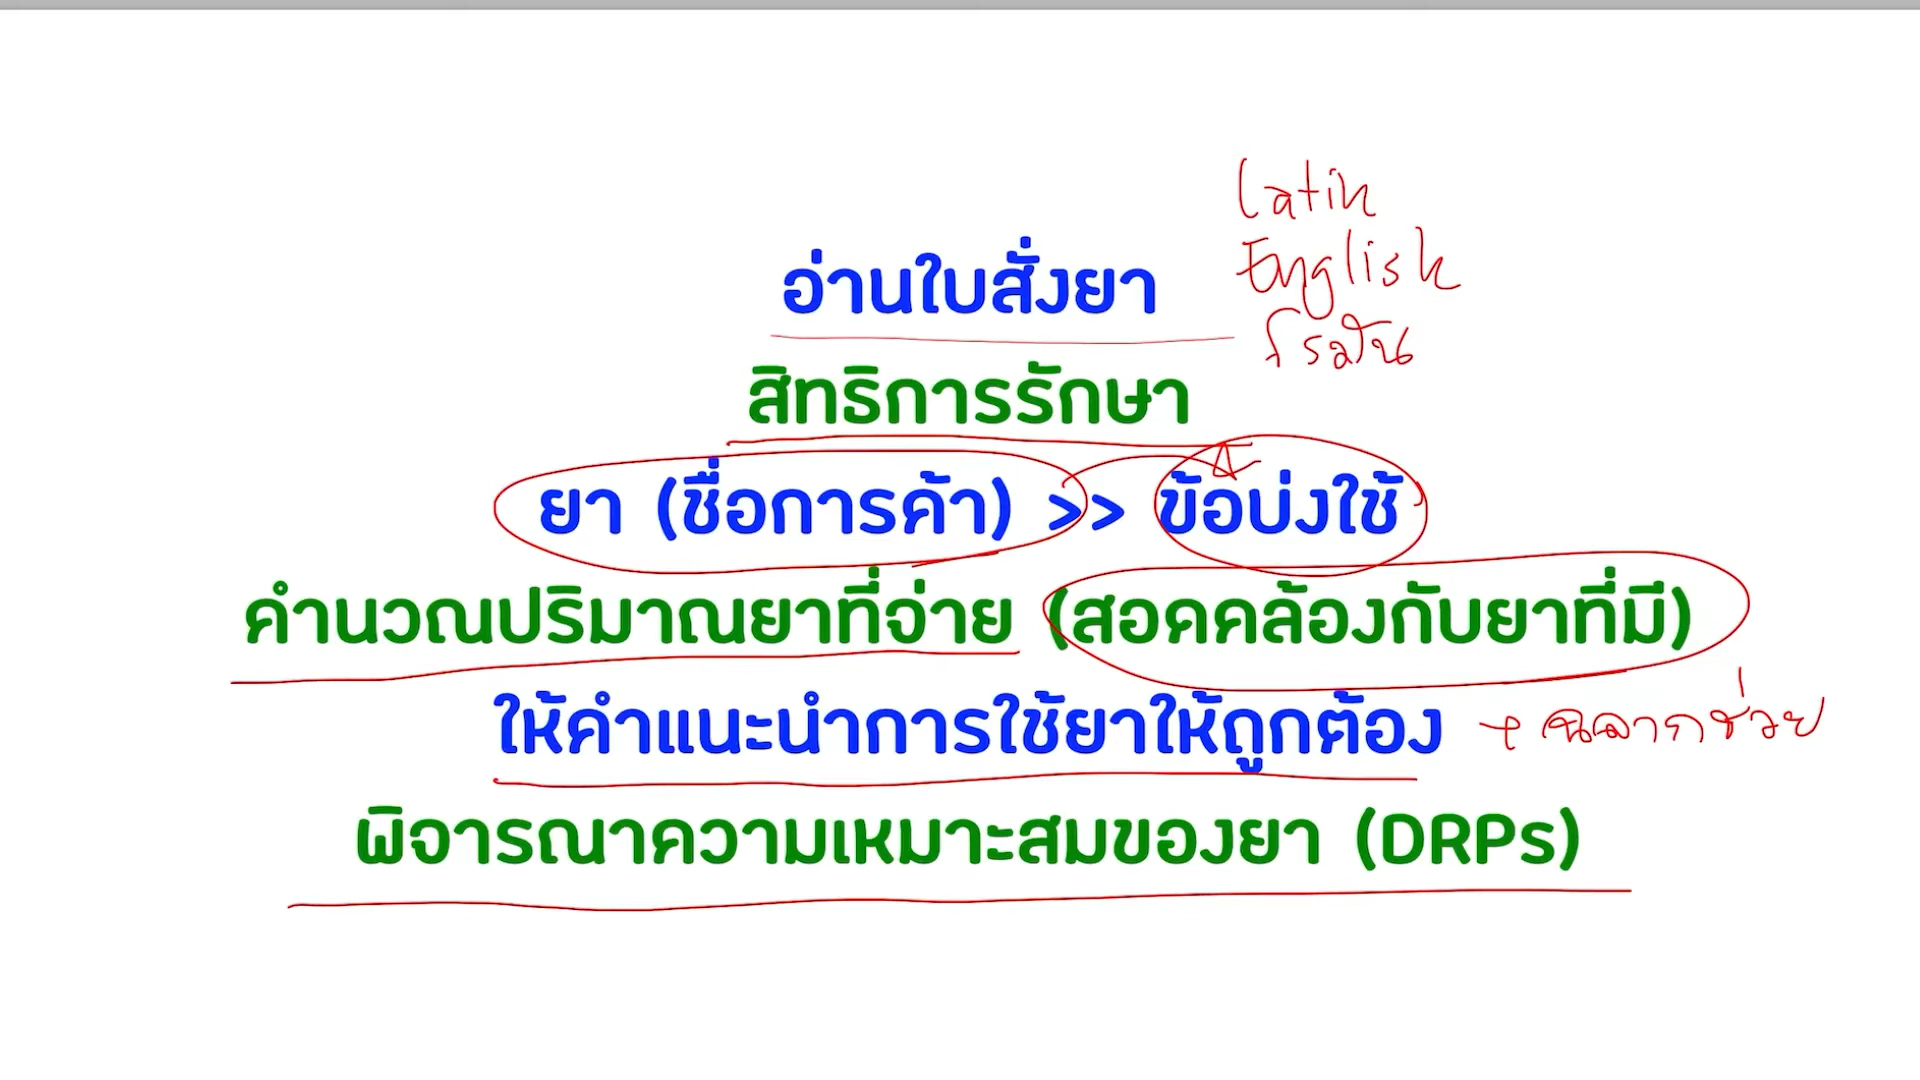 Latin
English
โรมัน
อ่านใบสั่งยา
สิทธิการรักษา
ยา (ชื่อการค้า) >> ข้อบ่งใช้
คำนวณปริมาณยาที่จ่าย (สอดคล้องกับยาที่มี)
ให้คำแนะนำการใช้ยาให้ถูกต้อง + ฉลากช่วย
พิจารณาความเหมาะสมของยา (DRPs)